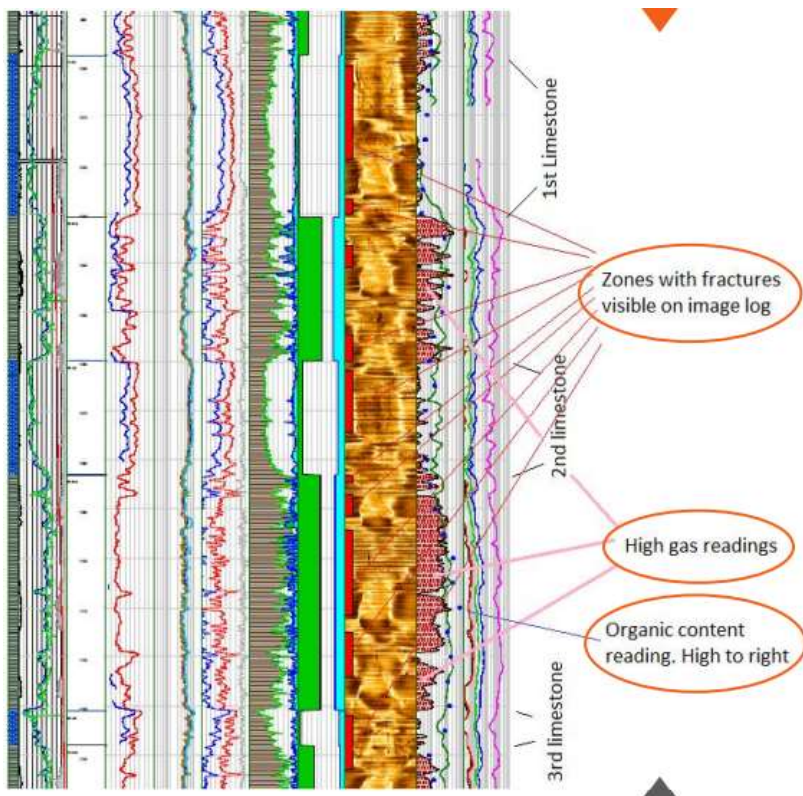 1st Limestone
Zones with fractures
visible on image log
2nd limestone
High gas readings
Organic content
reading. High to right
3rd limestone